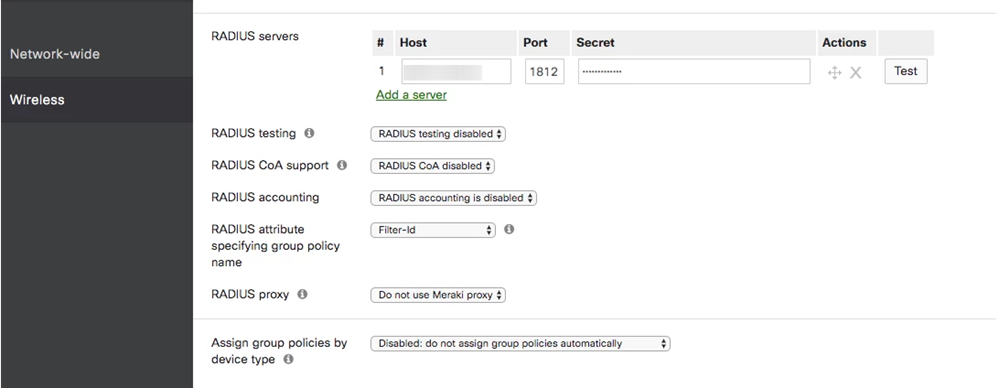 Network-wide
Wireless
RADIUS servers
# Host Port Secret Actions
1 1812 ············· Test
Add a server
RADIUS testing RADIUS testing disabled
RADIUS CoA support RADIUS CoA disabled
RADIUS accounting RADIUS accounting is disabled
RADIUS attribute
specifying group policy
name
Filter-Id
RADIUS proxy Do not use Meraki proxy
Assign group policies by
device type
Disabled: do not assign group policies automatically